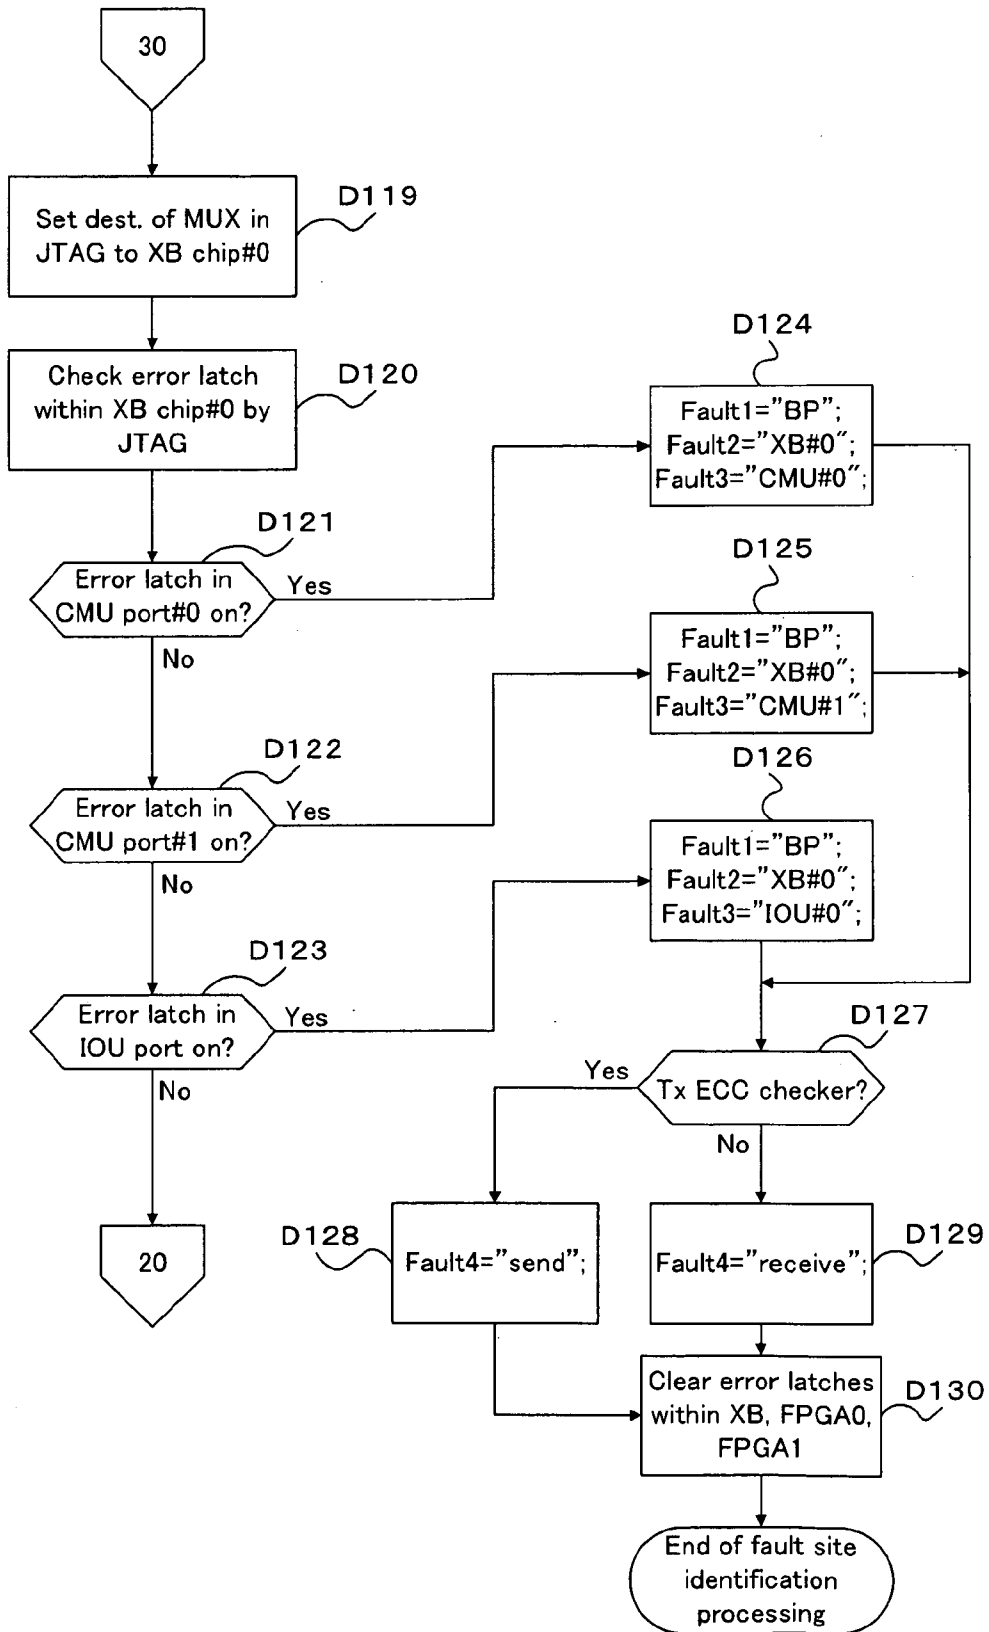 30
D119
Set dest. of MUX in
JTAG to XB chip#0
D120
Check error latch
within XB chip#0 by
JTAG
D121
Error latch in
CMU port#0 on?
Yes
No
D122
Error latch in
CMU port#1 on?
Yes
No
D123
Error latch in
IOU port on?
Yes
No
20
D124
Fault1="BP";
Fault2="XB#0";
Fault3="CMU#0";
D125
Fault1="BP";
Fault2="XB#0";
Fault3="CMU#1";
D126
Fault1="BP";
Fault2="XB#0";
Fault3="IOU#0";
D127
Tx ECC checker?
Yes
No
D128
Fault4="send";
D129
Fault4="receive";
D130
Clear error latches
within XB, FPGA0,
FPGA1
End of fault site
identification
processing